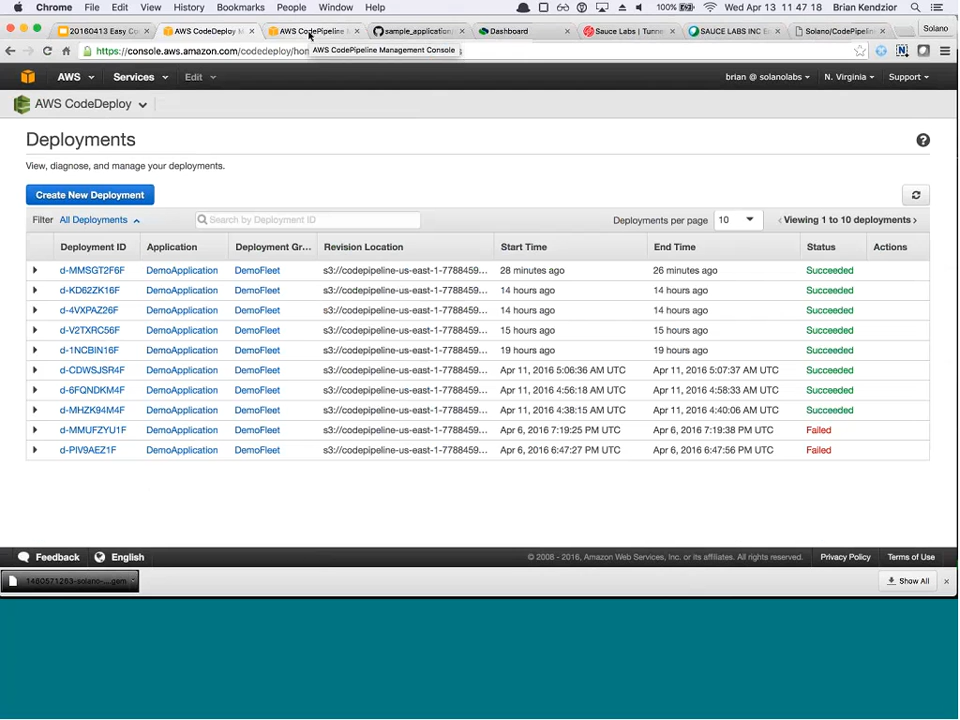 Chrome File Edit View History Bookmarks People Window Help 100% Wed Apr 13 11 47 18 Brian Kendzior
20160413 Easy Co AWS CodeDeploy M AWS CodePipeline M sample_application/ Dashboard Sauce Labs | Tunne SAUCE LABS INC E Solano/CodePipelin Solano
https://console.aws.amazon.com/codedeploy/hom
AWS CodePipeline Management Console
AWS Services Edit brian @ solanolabs N. Virginia Support
AWS CodeDeploy
Deployments
View, diagnose, and manage your deployments.
Create New Deployment
Filter All Deployments Search by Deployment ID Deployments per page 10 Viewing 1 to 10 deployments
Deployment ID Application Deployment Gr... Revision Location Start Time End Time Status Actions
d-MMSGT2F6F DemoApplication DemoFleet s3://codepipeline-us-east-1-7788459... 28 minutes ago 26 minutes ago Succeeded
d-KD62ZK16F DemoApplication DemoFleet s3://codepipeline-us-east-1-7788459... 14 hours ago 14 hours ago Succeeded
d-4VXPAZ26F DemoApplication DemoFleet s3://codepipeline-us-east-1-7788459... 14 hours ago 14 hours ago Succeeded
d-V2TXRC56F DemoApplication DemoFleet s3://codepipeline-us-east-1-7788459... 15 hours ago 15 hours ago Succeeded
d-1NCBIN16F DemoApplication DemoFleet s3://codepipeline-us-east-1-7788459... 19 hours ago 19 hours ago Succeeded
d-CDWSJSR4F DemoApplication DemoFleet s3://codepipeline-us-east-1-7788459... Apr 11, 2016 5:06:36 AM UTC Apr 11, 2016 5:07:37 AM UTC Succeeded
d-6FQNDKM4F DemoApplication DemoFleet s3://codepipeline-us-east-1-7788459... Apr 11, 2016 4:56:18 AM UTC Apr 11, 2016 4:58:33 AM UTC Succeeded
d-MHZK94M4F DemoApplication DemoFleet s3://codepipeline-us-east-1-7788459... Apr 11, 2016 4:38:15 AM UTC Apr 11, 2016 4:40:06 AM UTC Succeeded
d-MMUFZYU1F DemoApplication DemoFleet s3://codepipeline-us-east-1-7788459... Apr 6, 2016 7:19:25 PM UTC Apr 6, 2016 7:19:38 PM UTC Failed
d-PIV9AEZ1F DemoApplication DemoFleet s3://codepipeline-us-east-1-7788459... Apr 6, 2016 6:47:27 PM UTC Apr 6, 2016 6:47:56 PM UTC Failed
Feedback English © 2008 - 2016, Amazon Web Services, Inc. or its affiliates. All rights reserved. Privacy Policy Terms of Use
1460571263-solano-....gem Show All